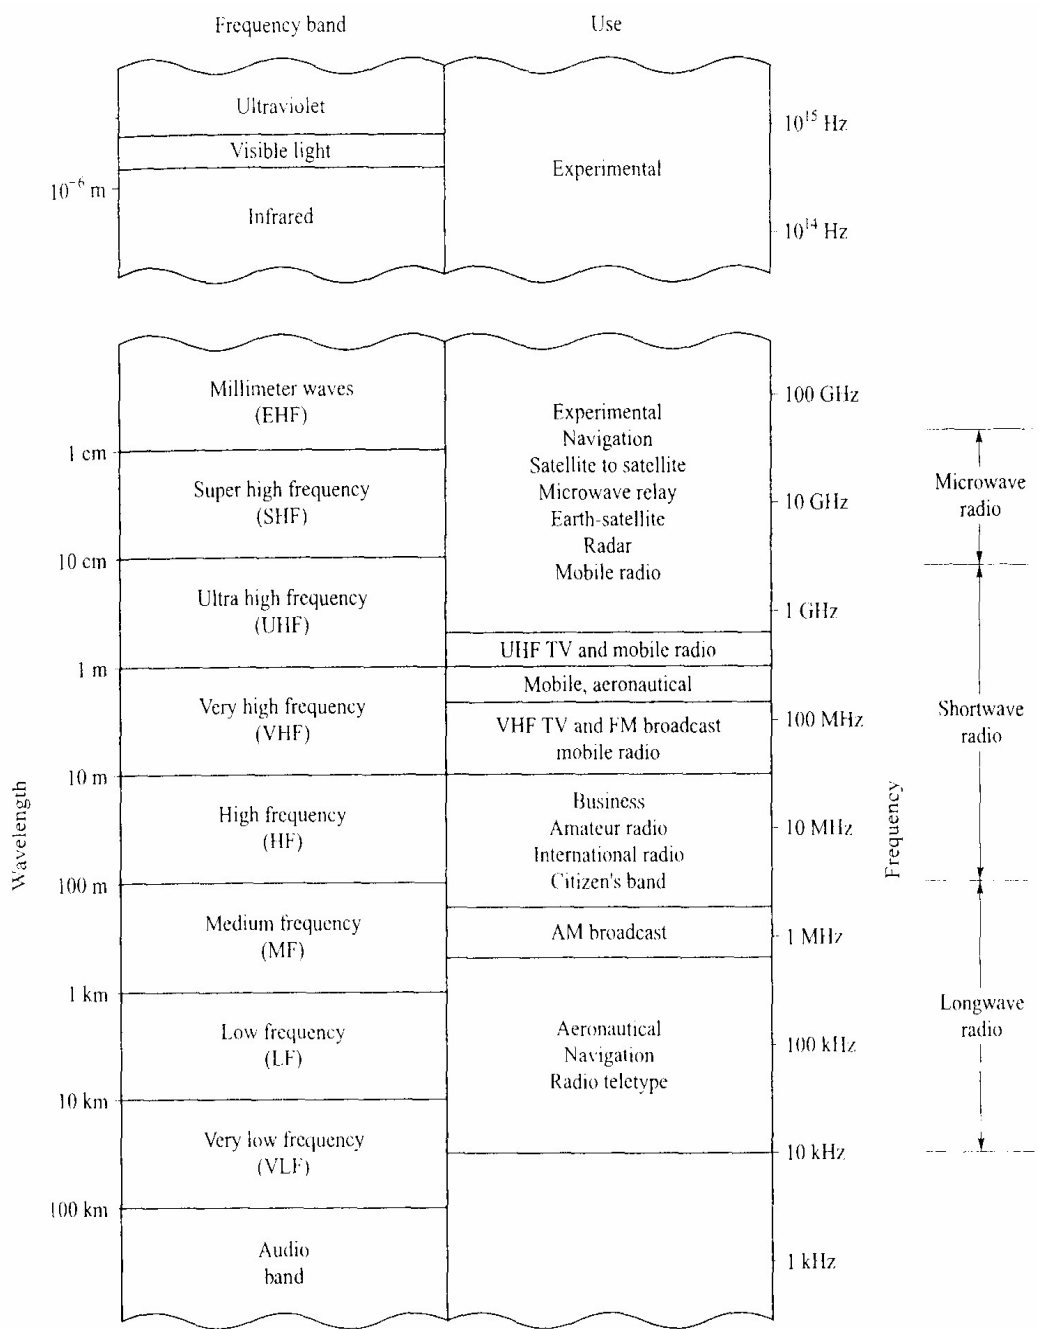 Frequency band
Use
Ultraviolet
Visible light
Infrared
Experimental
10⁻⁶ m
10¹⁵ Hz
10¹⁴ Hz
Millimeter waves
(EHF)
Super high frequency
(SHF)
Ultra high frequency
(UHF)
Very high frequency
(VHF)
High frequency
(HF)
Medium frequency
(MF)
Low frequency
(LF)
Very low frequency
(VLF)
Audio
band
Wavelength
1 cm
10 cm
1 m
10 m
100 m
1 km
10 km
100 km
Experimental
Navigation
Satellite to satellite
Microwave relay
Earth-satellite
Radar
Mobile radio
UHF TV and mobile radio
Mobile, aeronautical
VHF TV and FM broadcast
mobile radio
Business
Amateur radio
International radio
Citizen's band
AM broadcast
Aeronautical
Navigation
Radio teletype
100 GHz
10 GHz
1 GHz
100 MHz
10 MHz
1 MHz
100 kHz
10 kHz
1 kHz
Frequency
Microwave
radio
Shortwave
radio
Longwave
radio